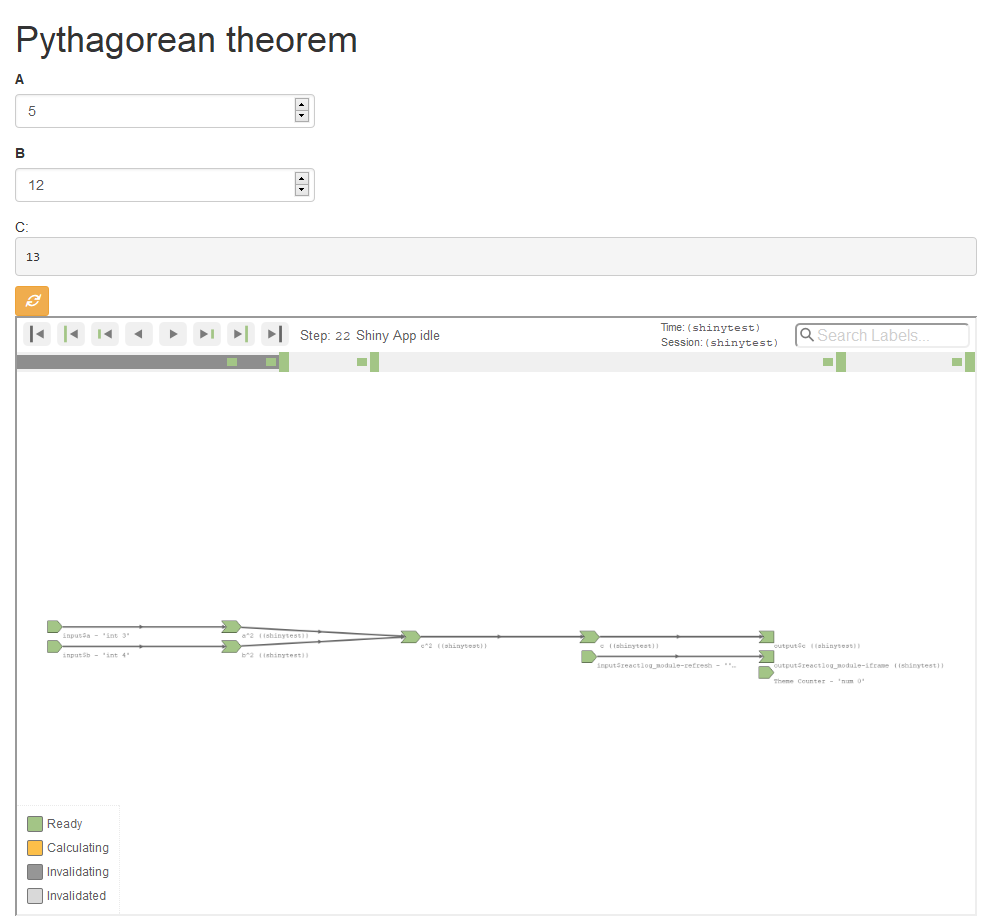 Pythagorean theorem
A
5
B
12
C:
13
Step: 22 Shiny App idle
Time: (shinytest)
Session: (shinytest)
Search Labels...
input$a - 'int 3'
a^2 ((shinytest))
input$b - 'int 4'
b^2 ((shinytest))
c^2 ((shinytest))
c ((shinytest))
output$c ((shinytest))
input$reactlog_module-refresh - ''…
output$reactlog_module-iframe ((shinytest))
Theme Counter - 'num 0'
Ready
Calculating
Invalidating
Invalidated